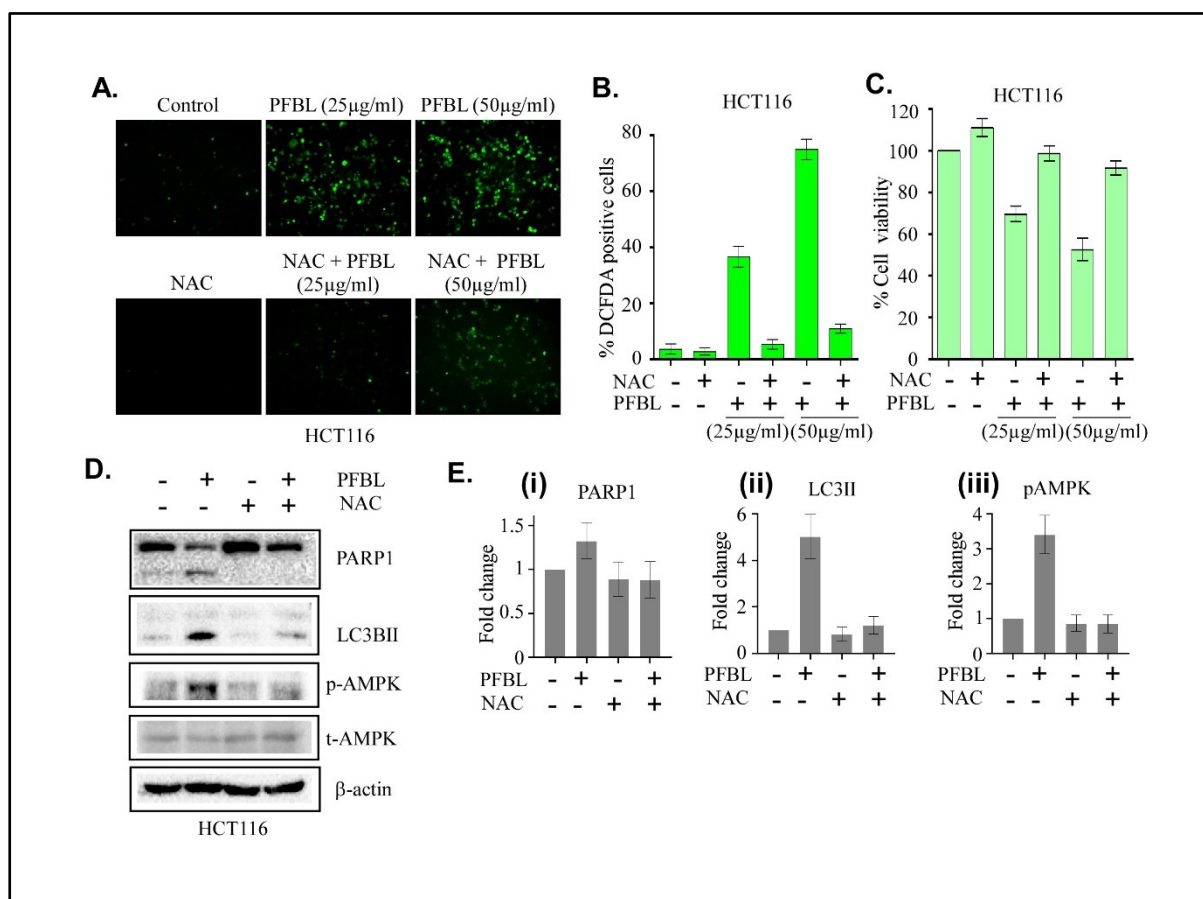 A.
Control PFBL (25µg/ml) PFBL (50µg/ml)
NAC NAC + PFBL (25µg/ml) NAC + PFBL (50µg/ml)
HCT116
B.
HCT116
% DCFDA positive cells
80
60
40
20
0
NAC - + - + - +
PFBL - - + + + +
(25µg/ml) (50µg/ml)
C.
HCT116
% Cell viability
120
100
80
60
40
20
0
NAC - + - + - +
PFBL - - + + + +
(25µg/ml) (50µg/ml)
D.
- + - + PFBL
- - + + NAC
PARP1
LC3BII
p-AMPK
t-AMPK
β-actin
HCT116
E.
(i) PARP1
Fold change
1.5
1
0.5
0
PFBL - + - +
NAC - - + +
(ii) LC3II
Fold change
6
4
2
0
PFBL - + - +
NAC - - + +
(iii) pAMPK
Fold change
4
3
2
1
0
PFBL - + - +
NAC - - + +